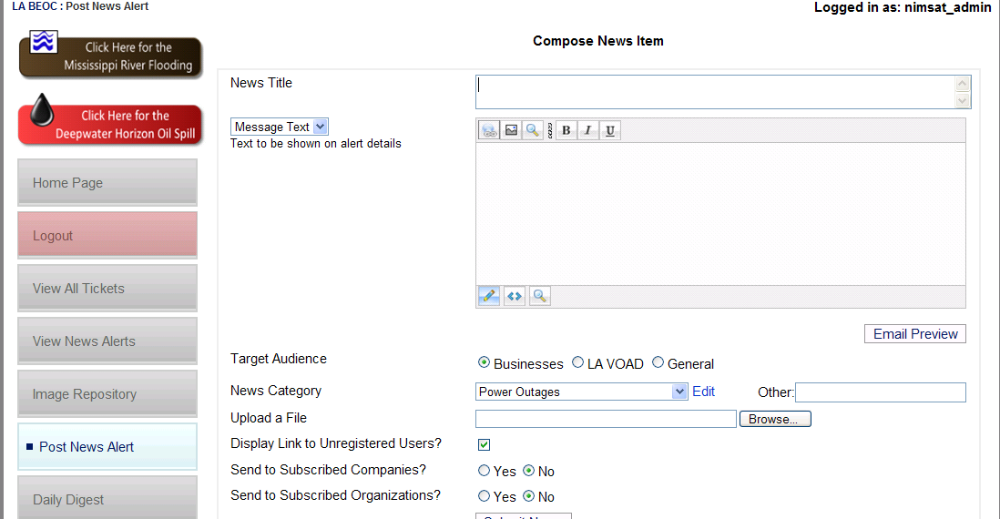 LA BEOC : Post News Alert
Logged in as: nimsat_admin
Click Here for the
Mississippi River Flooding
Click Here for the
Deepwater Horizon Oil Spill
Home Page
Logout
View All Tickets
View News Alerts
Image Repository
Post News Alert
Daily Digest
Compose News Item
News Title
Message Text
Text to be shown on alert details
B I U
Email Preview
Target Audience
Businesses LA VOAD General
News Category
Power Outages Edit Other:
Upload a File
Browse...
Display Link to Unregistered Users?
Send to Subscribed Companies?
Yes No
Send to Subscribed Organizations?
Yes No